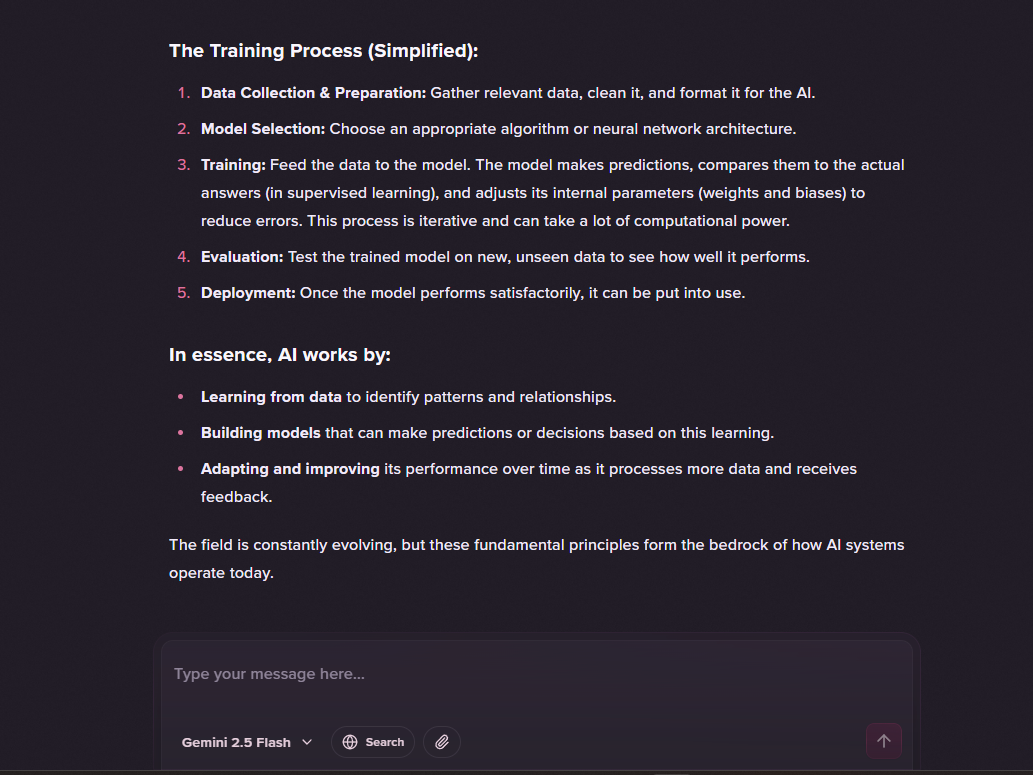 The Training Process (Simplified):
1. Data Collection & Preparation: Gather relevant data, clean it, and format it for the AI.
2. Model Selection: Choose an appropriate algorithm or neural network architecture.
3. Training: Feed the data to the model. The model makes predictions, compares them to the actual
answers (in supervised learning), and adjusts its internal parameters (weights and biases) to
reduce errors. This process is iterative and can take a lot of computational power.
4. Evaluation: Test the trained model on new, unseen data to see how well it performs.
5. Deployment: Once the model performs satisfactorily, it can be put into use.
In essence, AI works by:
• Learning from data to identify patterns and relationships.
• Building models that can make predictions or decisions based on this learning.
• Adapting and improving its performance over time as it processes more data and receives
feedback.
The field is constantly evolving, but these fundamental principles form the bedrock of how AI systems
operate today.
Type your message here...
Gemini 2.5 Flash Search